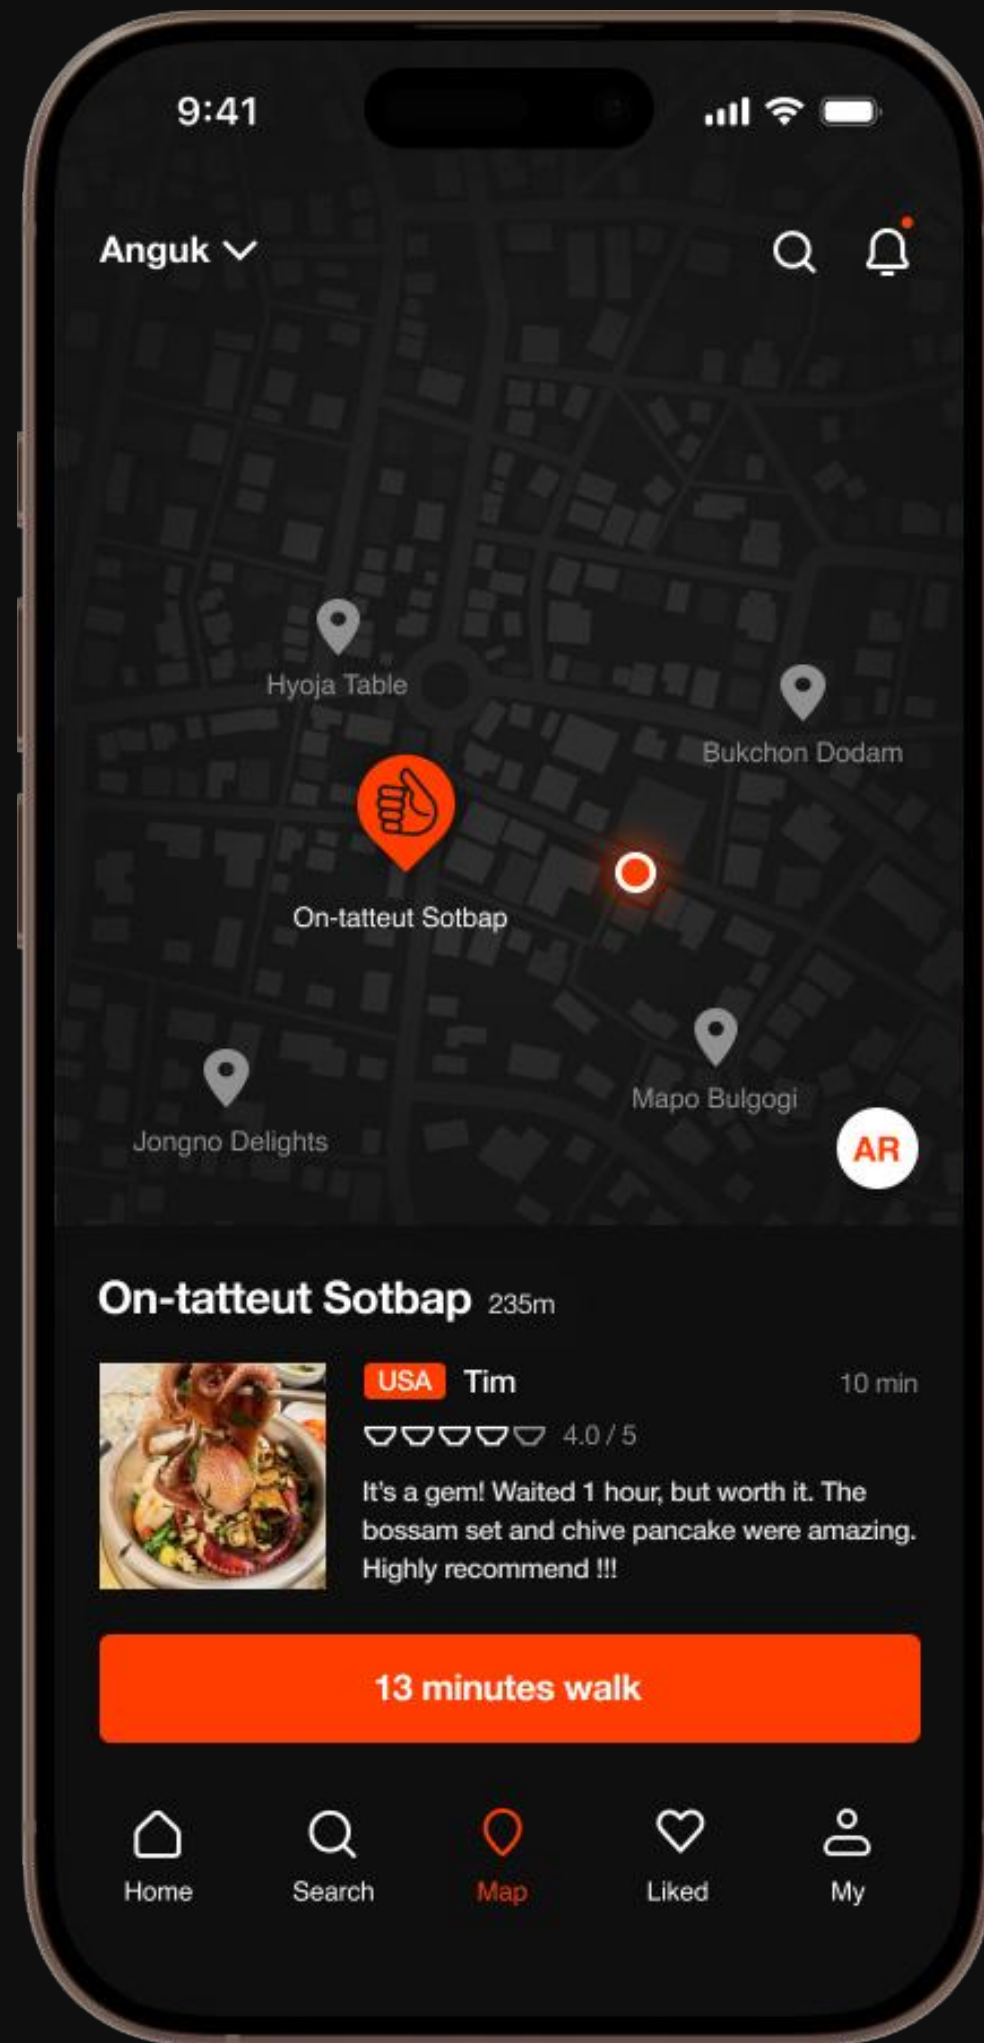 9:41
Anguk
Hyoja Table
Bukchon Dodam
On-tatteut Sotbap
Mapo Bulgogi
Jongno Delights
AR
On-tatteut Sotbap 235m
USA Tim 10 min
4.0 / 5
It's a gem! Waited 1 hour, but worth it. The
bossam set and chive pancake were amazing.
Highly recommend !!!
13 minutes walk
Home Search Map Liked My